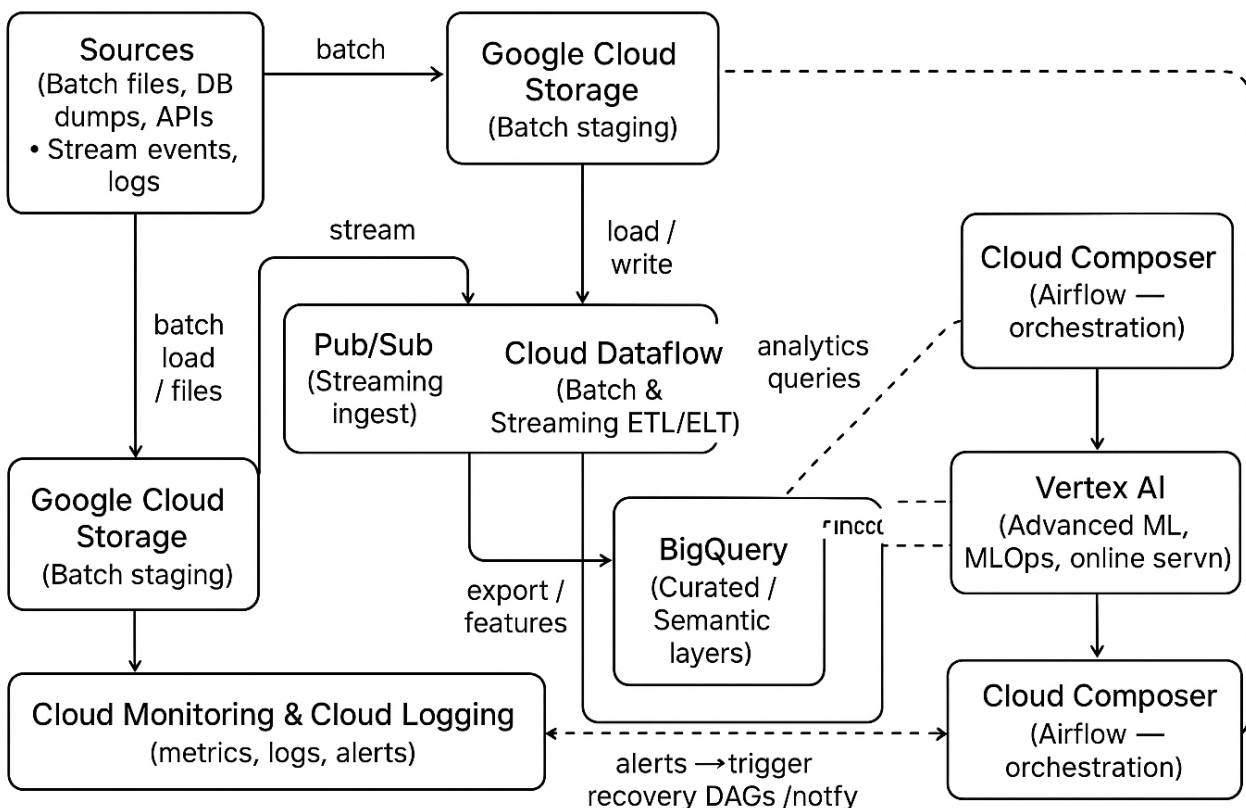 Sources
(Batch files, DB
dumps, APIs
• Stream events,
logs
batch
Google Cloud
Storage
(Batch staging)
stream
load /
write
batch
load
/ files
Pub/Sub
(Streaming
ingest)
Cloud Dataflow
(Batch &
Streaming ETL/ELT)
analytics
queries
Cloud Composer
(Airflow —
orchestration)
Google Cloud
Storage
(Batch staging)
export /
features
BigQuery
(Curated /
Semantic
layers)
Vertex AI
(Advanced ML,
MLOps, online servn)
Cloud Monitoring & Cloud Logging
(metrics, logs, alerts)
alerts → trigger
recovery DAGs /notfy
Cloud Composer
(Airflow —
orchestration)